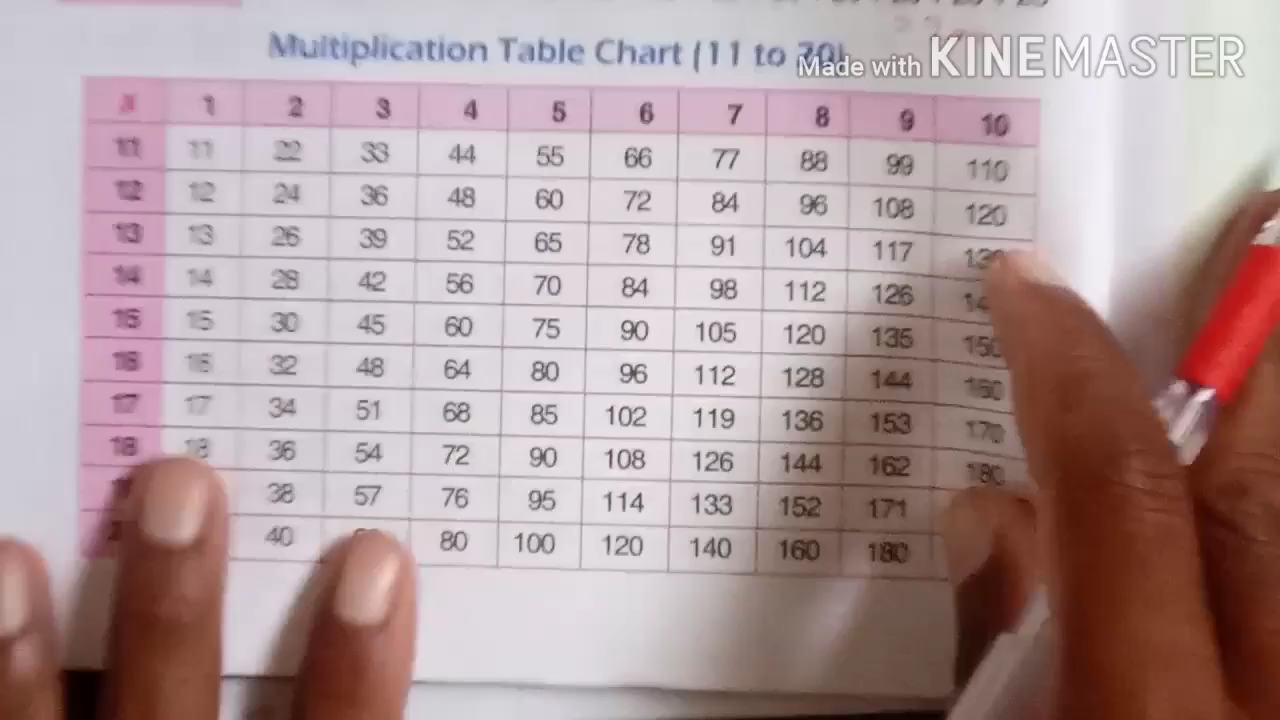 Multiplication Table Chart (11 to 20)
Made with KINEMASTER
X 1 2 3 4 5 6 7 8 9 10
11 11 22 33 44 55 66 77 88 99 110
12 12 24 36 48 60 72 84 96 108 120
13 13 26 39 52 65 78 91 104 117 130
14 14 28 42 56 70 84 98 112 126
15 15 30 45 60 75 90 105 120 135 150
16 16 32 48 64 80 96 112 128 144 160
17 17 34 51 68 85 102 119 136 153 170
18 18 36 54 72 90 108 126 144 162 180
38 57 76 95 114 133 152 171
40 80 100 120 140 160 180